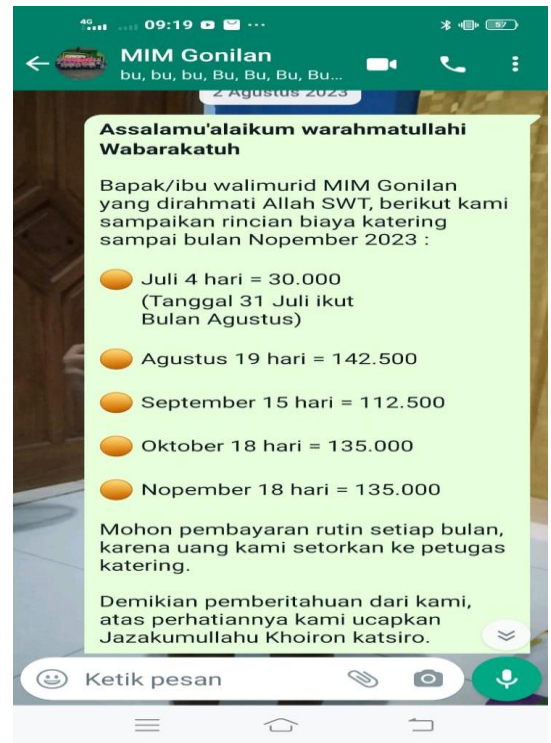 4G 09:19 ... 57
MIM Gonilan
bu, bu, bu, Bu, Bu, Bu, Bu...
2 Agustus 2023
Assalamu'alaikum warahmatullahi
Wabarakatuh
Bapak/ibu walimurid MIM Gonilan
yang dirahmati Allah SWT, berikut kami
sampaikan rincian biaya katering
sampai bulan Nopember 2023 :
Juli 4 hari = 30.000
(Tanggal 31 Juli ikut
Bulan Agustus)
Agustus 19 hari = 142.500
September 15 hari = 112.500
Oktober 18 hari = 135.000
Nopember 18 hari = 135.000
Mohon pembayaran rutin setiap bulan,
karena uang kami setorkan ke petugas
katering.
Demikian pemberitahuan dari kami,
atas perhatiannya kami ucapkan
Jazakumullahu Khoiron katsiro.
Ketik pesan